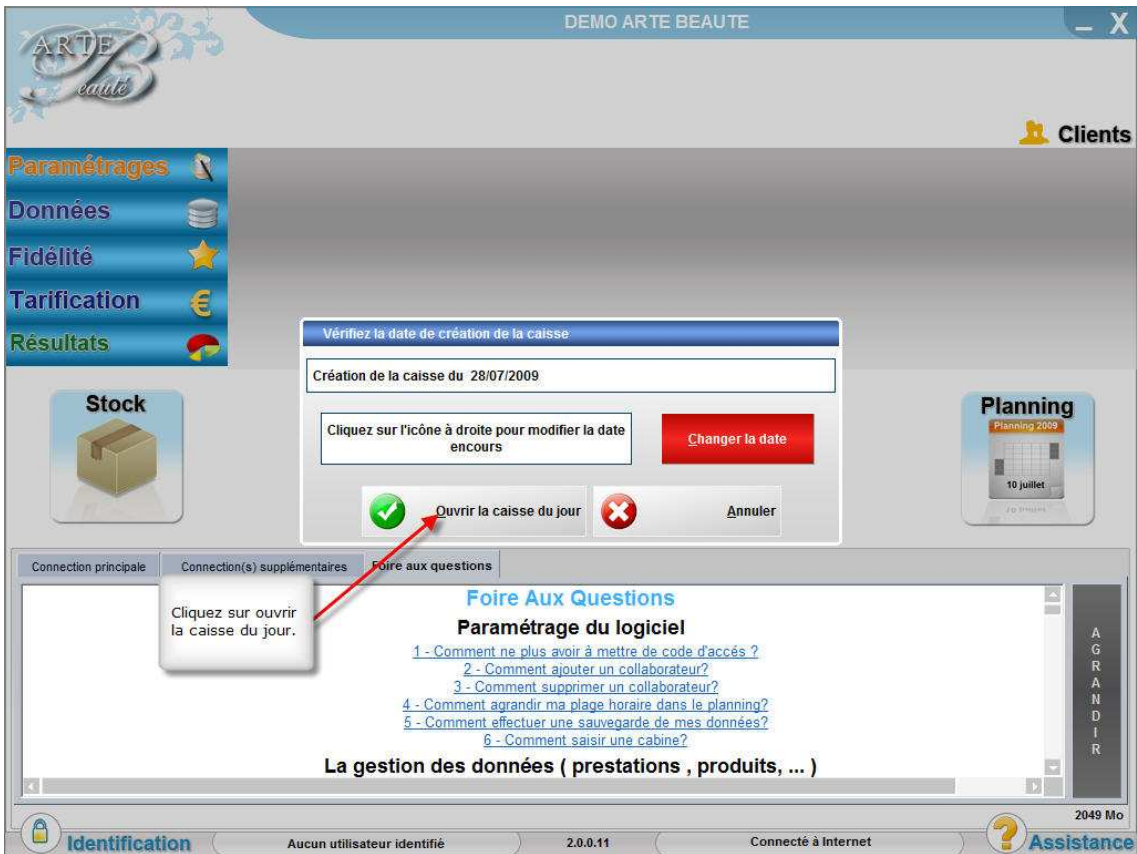 DEMO ARTE BEAUTE
X
ARTE
Beauté
Clients
Paramétrages
Données
Fidélité
Tarification
€
Résultats
Vérifiez la date de création de la caisse
Création de la caisse du 28/07/2009
Cliquez sur l'icône à droite pour modifier la date
encours
Changer la date
Ouvrir la caisse du jour
Annuler
Stock
Planning
Planning 2009
10 juillet
Connection principale
Connection(s) supplémentaires
Foire aux questions
Cliquez sur ouvrir
la caisse du jour.
Foire Aux Questions
Paramétrage du logiciel
1 - Comment ne plus avoir à mettre de code d'accés ?
2 - Comment ajouter un collaborateur?
3 - Comment supprimer un collaborateur?
4 - Comment agrandir ma plage horaire dans le planning?
5 - Comment effectuer une sauvegarde de mes données?
6 - Comment saisir une cabine?
La gestion des données ( prestations , produits, ... )
AGRANDIR
2049 Mo
Identification
Aucun utilisateur identifié
2.0.0.11
Connecté à Internet
?
Assistance